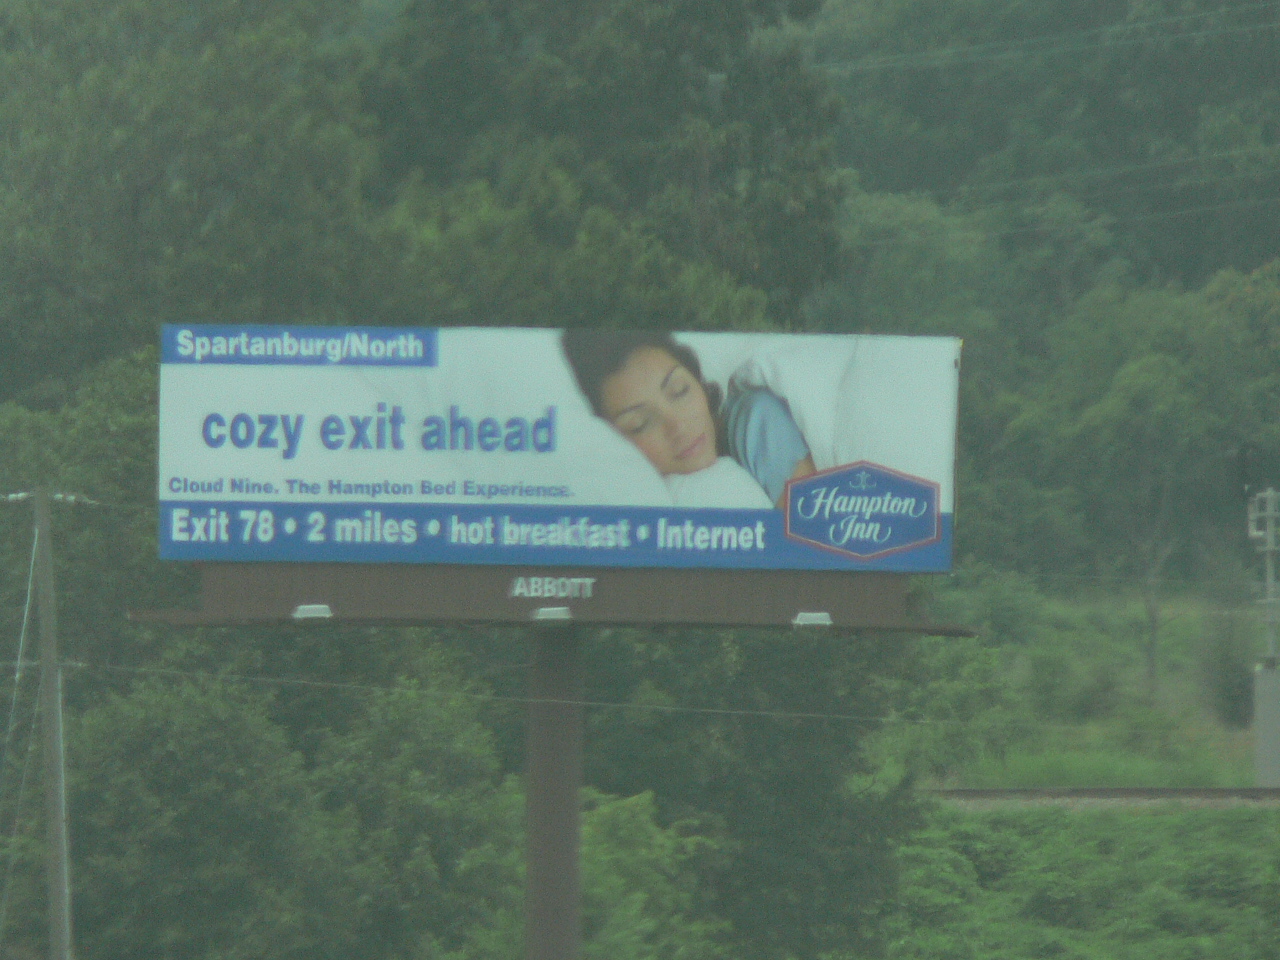 Spartanburg/North
cozy exit ahead
Cloud Nine. The Hampton Bed Experience.
Exit 78 • 2 miles • hot breakfast • Internet
Hampton
Inn
ABBOTT